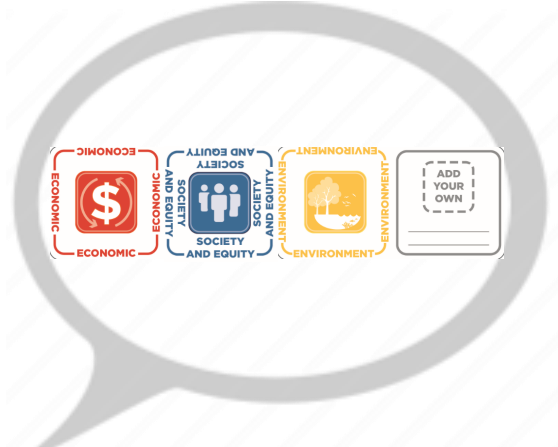 ECONOMIC
ECONOMIC
ECONOMIC
$
ECONOMIC
SOCIETY
AND EQUITY
SOCIETY
AND EQUITY
SOCIETY
AND EQUITY
SOCIETY
AND EQUITY
ENVIRONMENT
ENVIRONMENT
ENVIRONMENT
ENVIRONMENT
ADD
YOUR
OWN